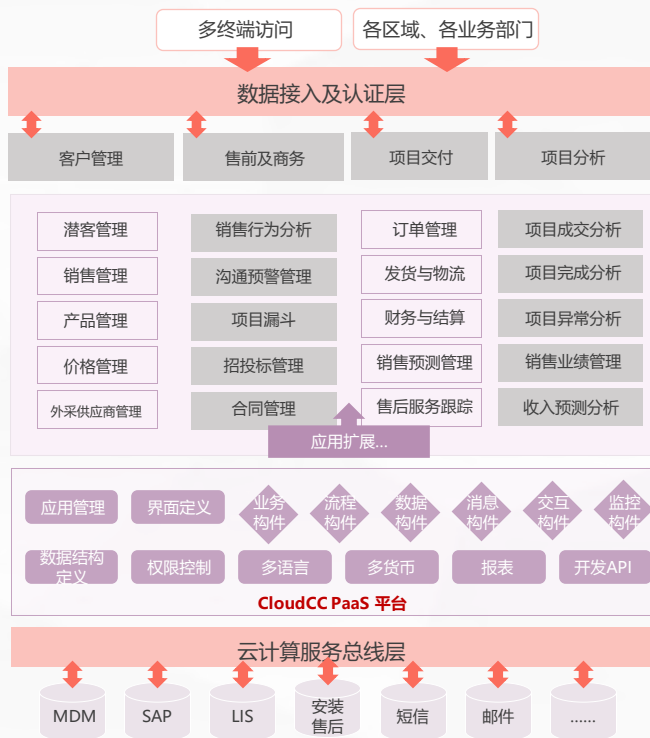 多终端访问
各区域、各业务部门
数据接入及认证层
客户管理
售前及商务
项目交付
项目分析
潜客管理
销售行为分析
订单管理
项目成交分析
销售管理
沟通预警管理
发货与物流
项目完成分析
产品管理
项目漏斗
财务与结算
项目异常分析
价格管理
招投标管理
销售预测管理
销售业绩管理
外采供应商管理
合同管理
售后服务跟踪
收入预测分析
应用扩展...
应用管理
界面定义
业务
构件
流程
构件
数据
构件
消息
构件
交互
构件
监控
构件
数据结构
定义
权限控制
多语言
多货币
报表
开发API
CloudCC PaaS 平台
云计算服务总线层
MDM
SAP
LIS
安装
售后
短信
邮件
......